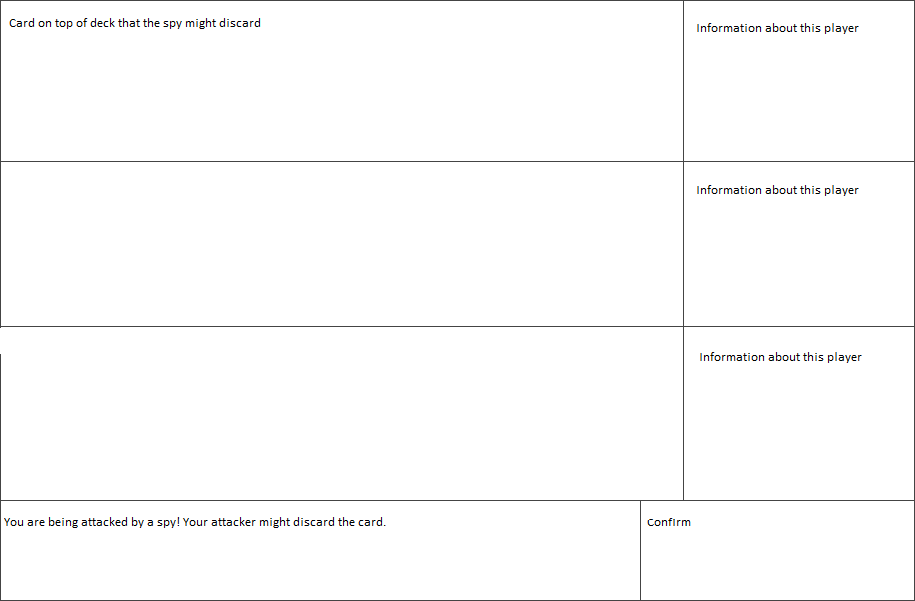 Card on top of deck that the spy might discard
Information about this player
Information about this player
Information about this player
You are being attacked by a spy! Your attacker might discard the card.
Confirm